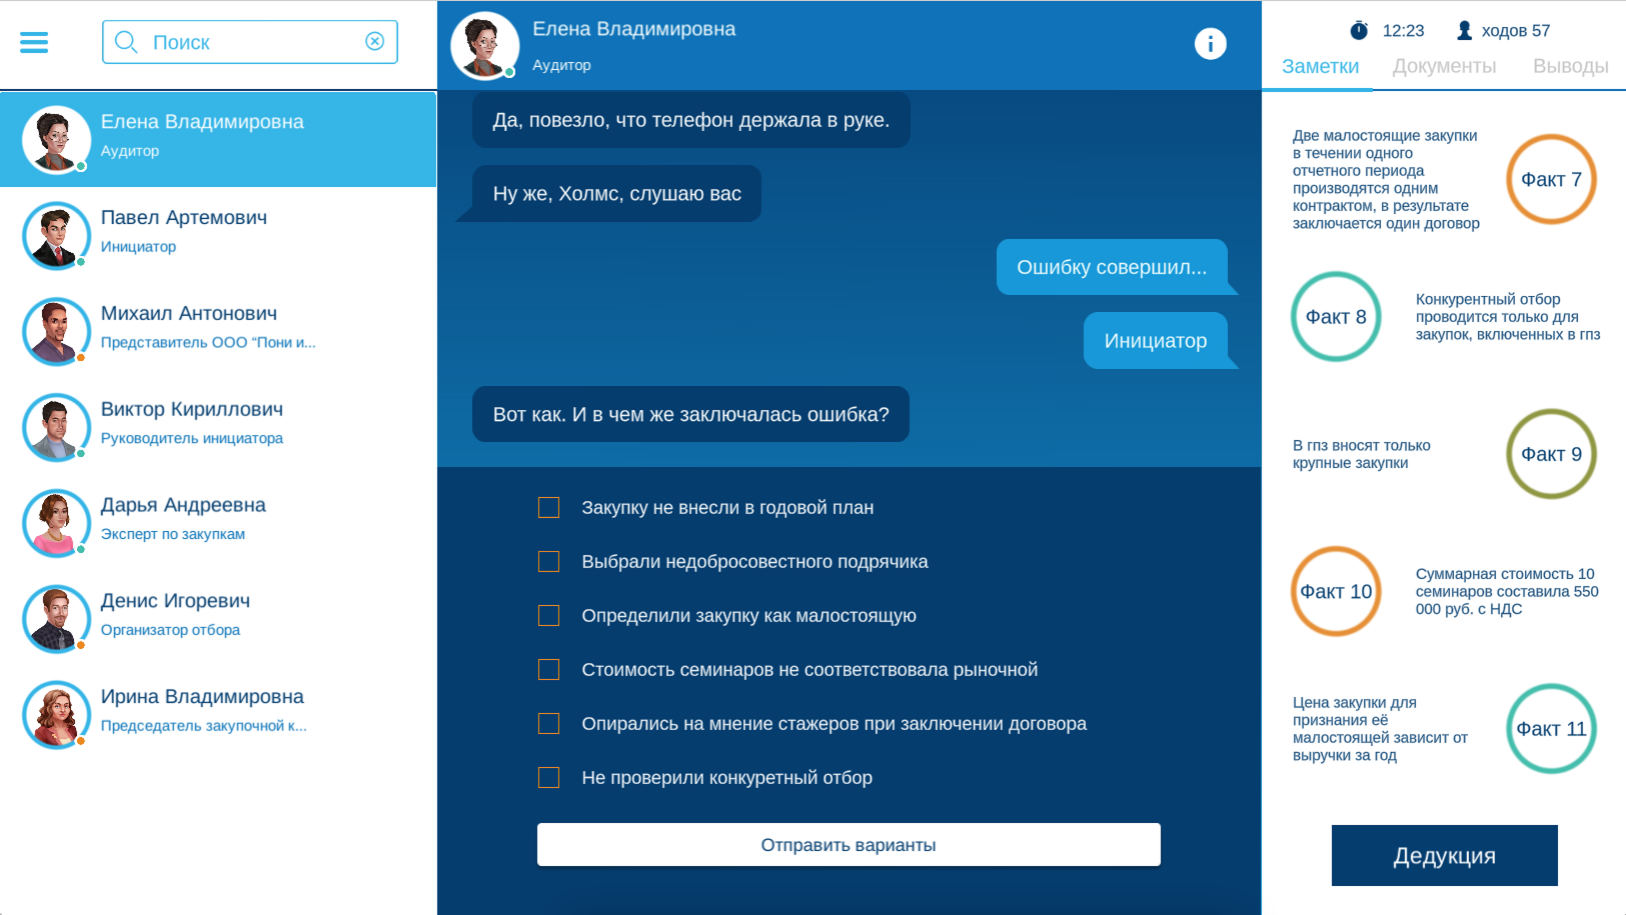 Поиск
Елена Владимировна
Аудитор
Павел Артемович
Инициатор
Михаил Антонович
Представитель ООО “Пони и...
Виктор Кириллович
Руководитель инициатора
Дарья Андреевна
Эксперт по закупкам
Денис Игоревич
Организатор отбора
Ирина Владимировна
Председатель закупочной к...
Елена Владимировна
Аудитор
i
Да, повезло, что телефон держала в руке.
Ну же, Холмс, слушаю вас
Ошибку совершил...
Инициатор
Вот как. И в чем же заключалась ошибка?
Закупку не внесли в годовой план
Выбрали недобросовестного подрячика
Определили закупку как малостоящую
Стоимость семинаров не соответствовала рыночной
Опирались на мнение стажеров при заключении договора
Не проверили конкуретный отбор
Отправить варианты
12:23
ходов 57
Заметки
Документы
Выводы
Две малостоящие закупки
в течении одного
отчетного периода
производятся одним
контрактом, в результате
заключается один договор
Факт 7
Факт 8
Конкурентный отбор
проводится только для
закупок, включенных в гпз
В гпз вносят только
крупные закупки
Факт 9
Факт 10
Суммарная стоимость 10
семинаров составила 550
000 руб. с НДС
Цена закупки для
признания её
малостоящей зависит от
выручки за год
Факт 11
Дедукция